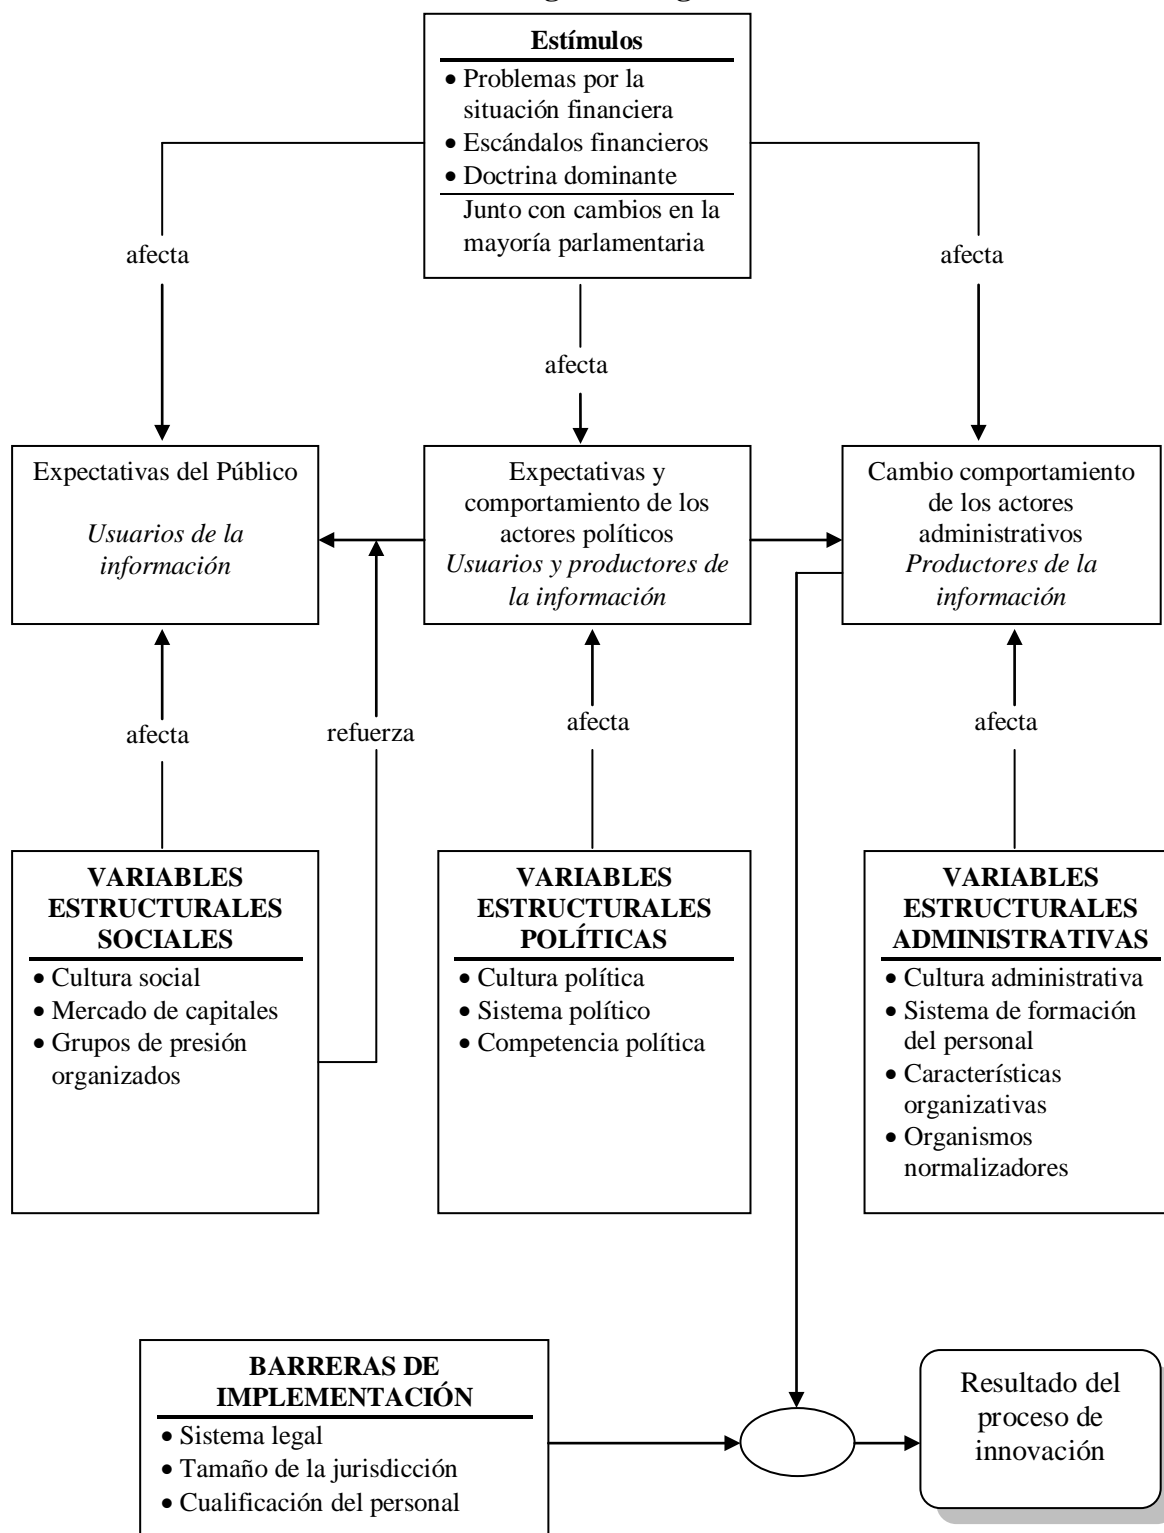 Estímulos
• Problemas por la
situación financiera
• Escándalos financieros
• Doctrina dominante
Junto con cambios en la
mayoría parlamentaria
afecta
afecta
afecta
Expectativas del Público
Usuarios de la
información
Expectativas y
comportamiento de los
actores políticos
Usuarios y productores de
la información
Cambio comportamiento
de los actores
administrativos
Productores de la
información
afecta
refuerza
afecta
afecta
VARIABLES
ESTRUCTURALES
SOCIALES
• Cultura social
• Mercado de capitales
• Grupos de presión
organizados
VARIABLES
ESTRUCTURALES
POLÍTICAS
• Cultura política
• Sistema político
• Competencia política
VARIABLES
ESTRUCTURALES
ADMINISTRATIVAS
• Cultura administrativa
• Sistema de formación
del personal
• Características
organizativas
• Organismos
normalizadores
BARRERAS DE
IMPLEMENTACIÓN
• Sistema legal
• Tamaño de la jurisdicción
• Cualificación del personal
Resultado del
proceso de
innovación